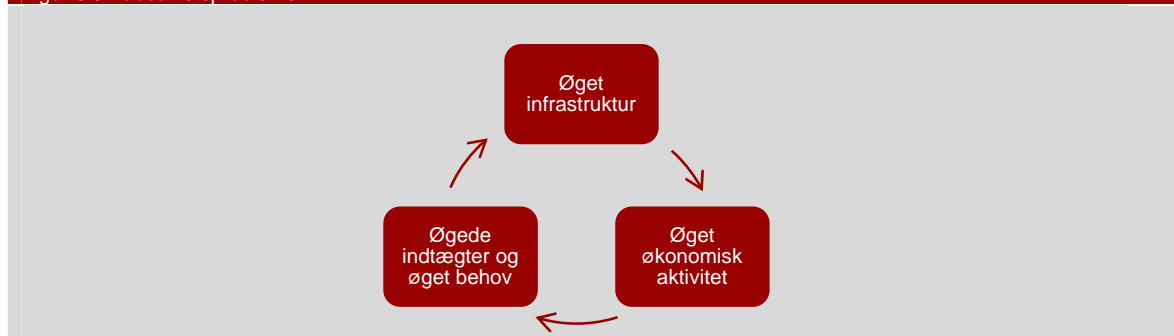 Øget
infrastruktur
Øget
økonomisk
aktivitet
Øgede
indtægter og
øget behov